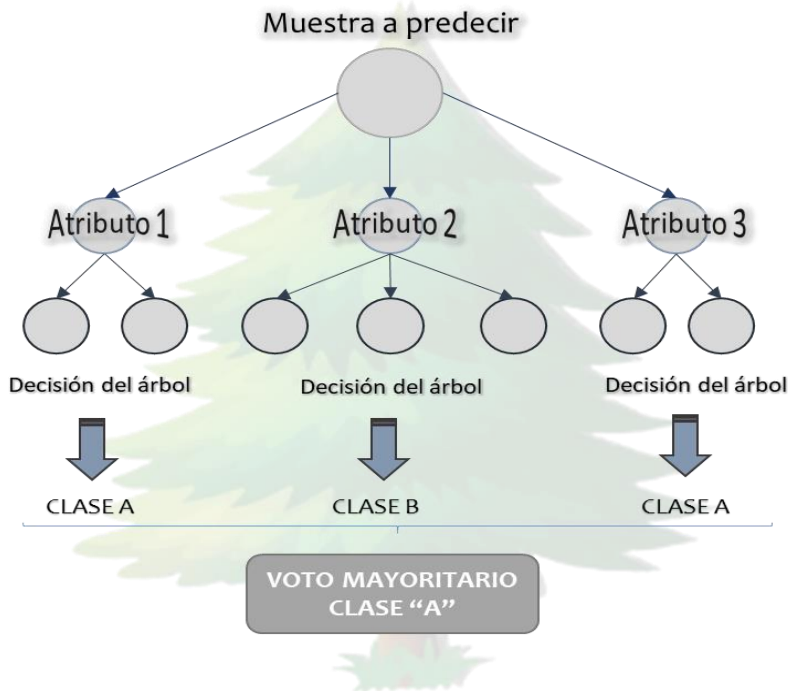 Muestra a predecir
Atributo 1
Atributo 2
Atributo 3
Decisión del árbol
Decisión del árbol
Decisión del árbol
CLASE A
CLASE B
CLASE A
VOTO MAYORITARIO
CLASE “A”